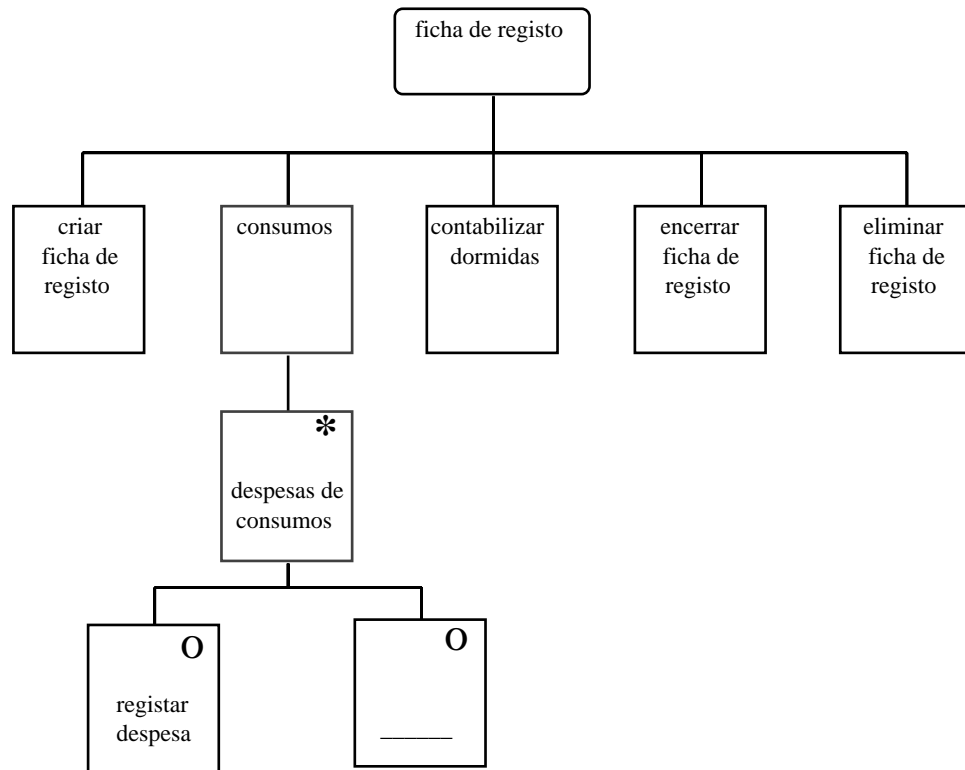 ficha de registo
criar
ficha de
registo
consumos
contabilizar
dormidas
encerrar
ficha de
registo
eliminar
ficha de
registo
*
despesas de
consumos
O
registar
despesa
O
______